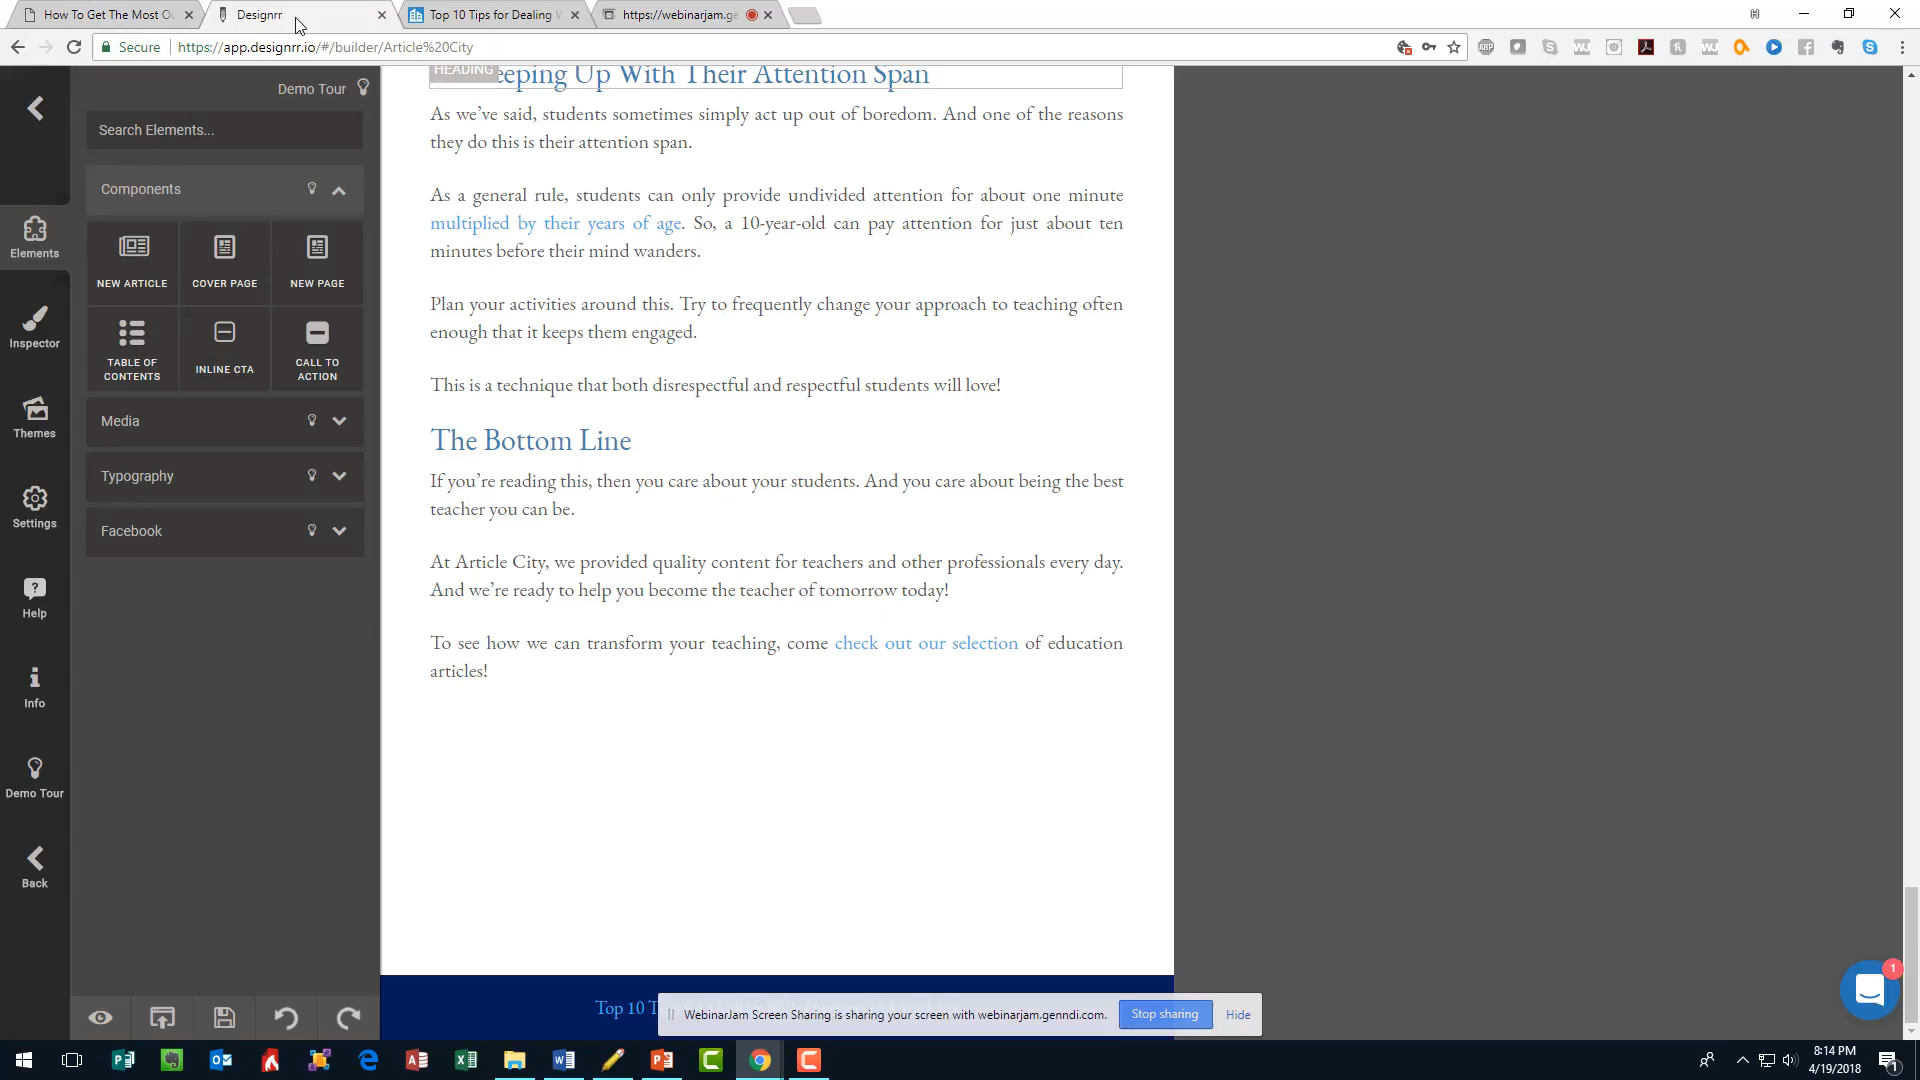 How To Get The Most O
Designrr
Top 10 Tips for Dealing W
https://webinarjam.ge
Secure
https://app.designrr.io/#/builder/Article%20City
Demo Tour
Search Elements...
Components
NEW ARTICLE
COVER PAGE
NEW PAGE
TABLE OF
CONTENTS
INLINE CTA
CALL TO
ACTION
Media
Typography
Facebook
Elements
Inspector
Themes
Settings
Help
Info
Demo Tour
Back
HEADING
eeping Up With Their Attention Span
As we’ve said, students sometimes simply act up out of boredom. And one of the reasons
they do this is their attention span.
As a general rule, students can only provide undivided attention for about one minute
multiplied by their years of age. So, a 10-year-old can pay attention for just about ten
minutes before their mind wanders.
Plan your activities around this. Try to frequently change your approach to teaching often
enough that it keeps them engaged.
This is a technique that both disrespectful and respectful students will love!
The Bottom Line
If you’re reading this, then you care about your students. And you care about being the best
teacher you can be.
At Article City, we provided quality content for teachers and other professionals every day.
And we’re ready to help you become the teacher of tomorrow today!
To see how we can transform your teaching, come check out our selection of education
articles!
Top 10 T
WebinarJam Screen Sharing is sharing your screen with webinarjam.genndi.com.
Stop sharing
Hide
1
ABP
8:14 PM
4/19/2018
1